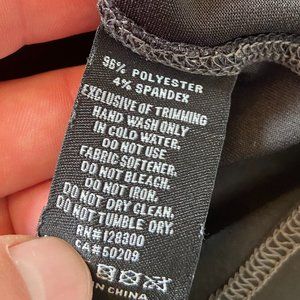 96% POLYESTER
4% SPANDEX
EXCLUSIVE OF TRIMMING
HAND WASH ONLY
IN COLD WATER.
DO NOT USE
FABRIC SOFTENER.
DO NOT BLEACH.
DO NOT IRON.
DO NOT DRY CLEAN.
DO NOT TUMBLE DRY.
RN#128300
CA#50209
IN CHINA